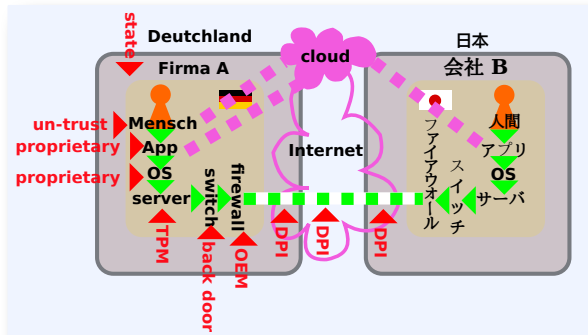 state
Deutchland
Firma A
cloud
日本
会社 B
un-trust
Mensch
proprietary
App
proprietary
OS
server
switch
firewall
Internet
ファイアウオール
スイッチ
人間
アプリ
OS
サーバ
TPM
back door
OEM
DPI
DPI
DPI